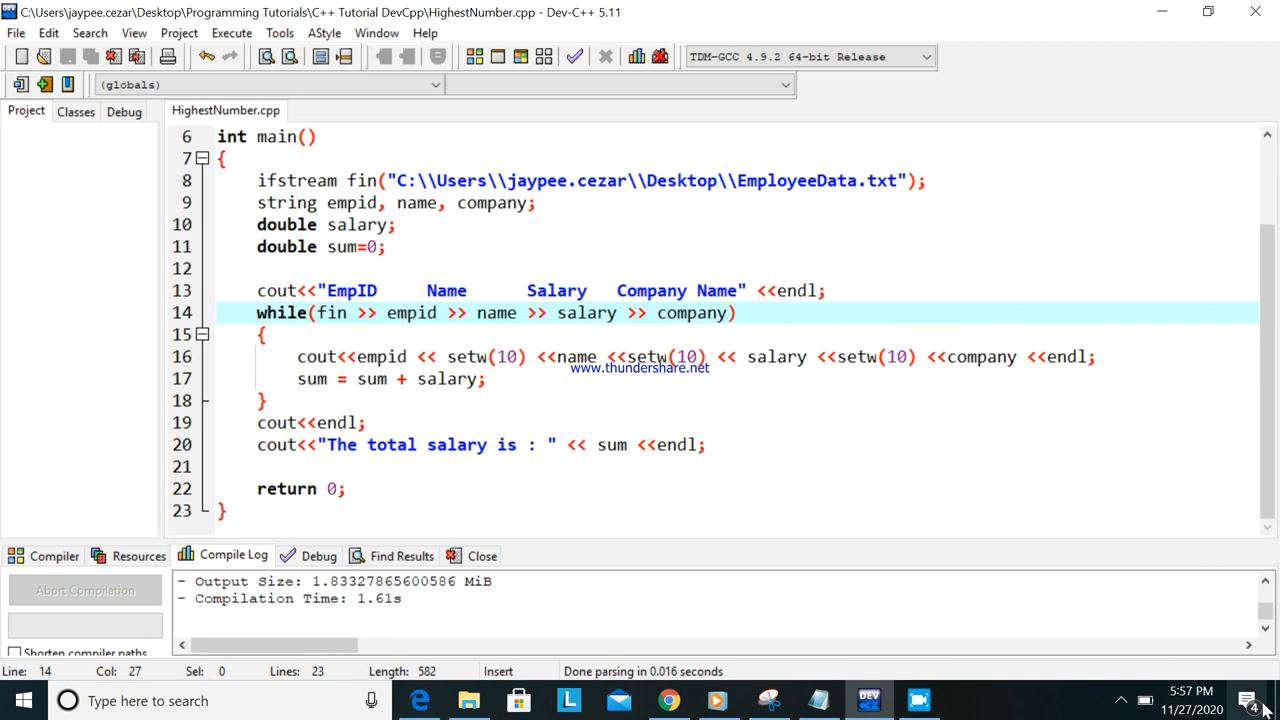 C:\Users\jaypee.cezar\Desktop\Programming Tutorials\C++ Tutorial DevCpp\HighestNumber.cpp - Dev-C++ 5.11
File Edit Search View Project Execute Tools AStyle Window Help
TDM-GCC 4.9.2 64-bit Release
(globals)
Project Classes Debug HighestNumber.cpp
6 int main()
7 {
8 ifstream fin("C:\\Users\\jaypee.cezar\\Desktop\\EmployeeData.txt");
9 string empid, name, company;
10 double salary;
11 double sum=0;
12
13 cout<<"EmpID     Name      Salary   Company Name" <<endl;
14 while(fin >> empid >> name >> salary >> company)
15 {
16 cout<<empid << setw(10) <<name <<setw(10) << salary <<setw(10) <<company <<endl;
www.thundershare.net
17 sum = sum + salary;
18 }
19 cout<<endl;
20 cout<<"The total salary is : " << sum <<endl;
21
22 return 0;
23 }
Compiler Resources Compile Log Debug Find Results Close
Abort Compilation
- Output Size: 1.83327865600586 MiB
- Compilation Time: 1.61s
Shorten compiler paths
Line: 14 Col: 27 Sel: 0 Lines: 23 Length: 582 Insert Done parsing in 0.016 seconds
Type here to search
DEV
5:57 PM
11/27/2020
4